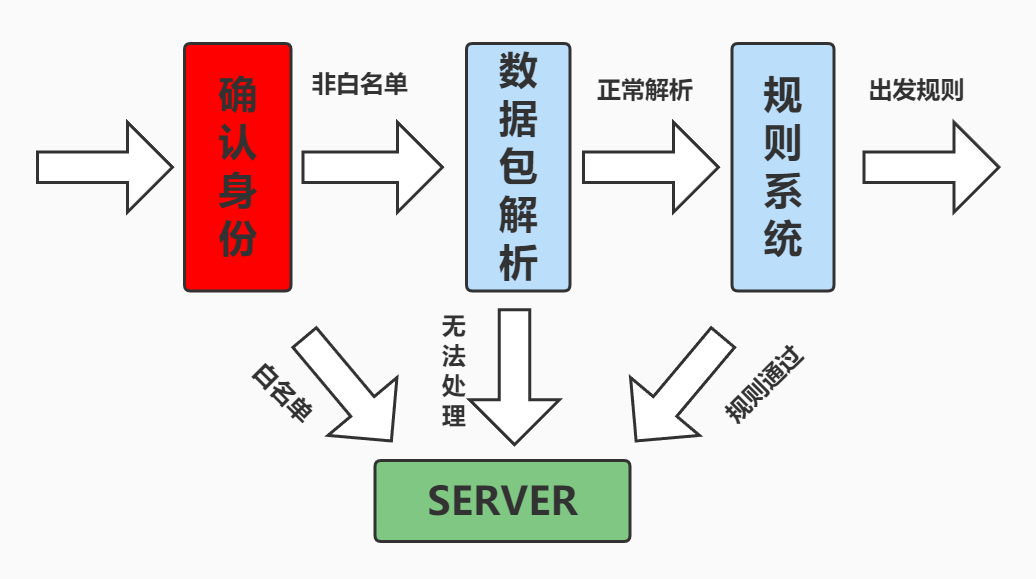 确认身份
非白名单
数据包解析
正常解析
规则系统
出发规则
白名单
无法处理
规则通过
SERVER